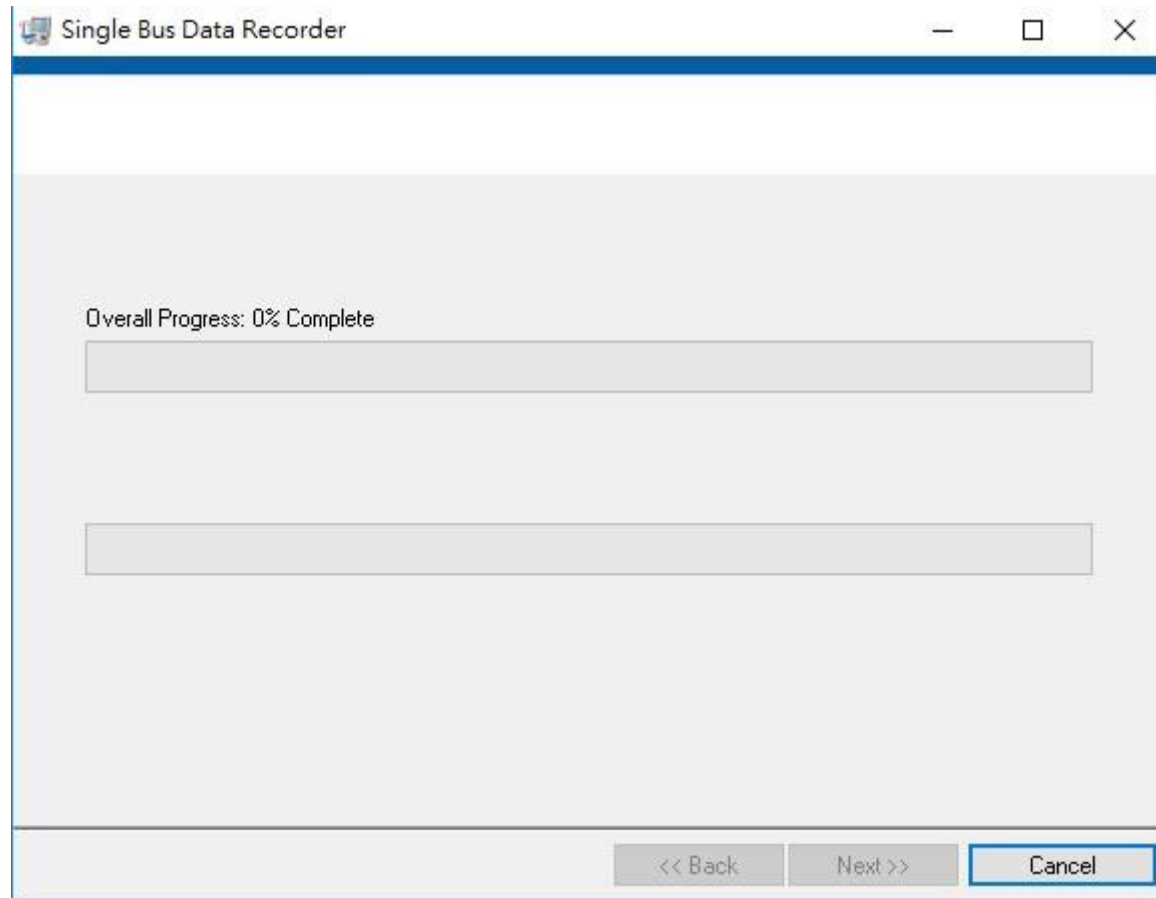 Single Bus Data Recorder
Overall Progress: 0% Complete
<< Back
Next >>
Cancel